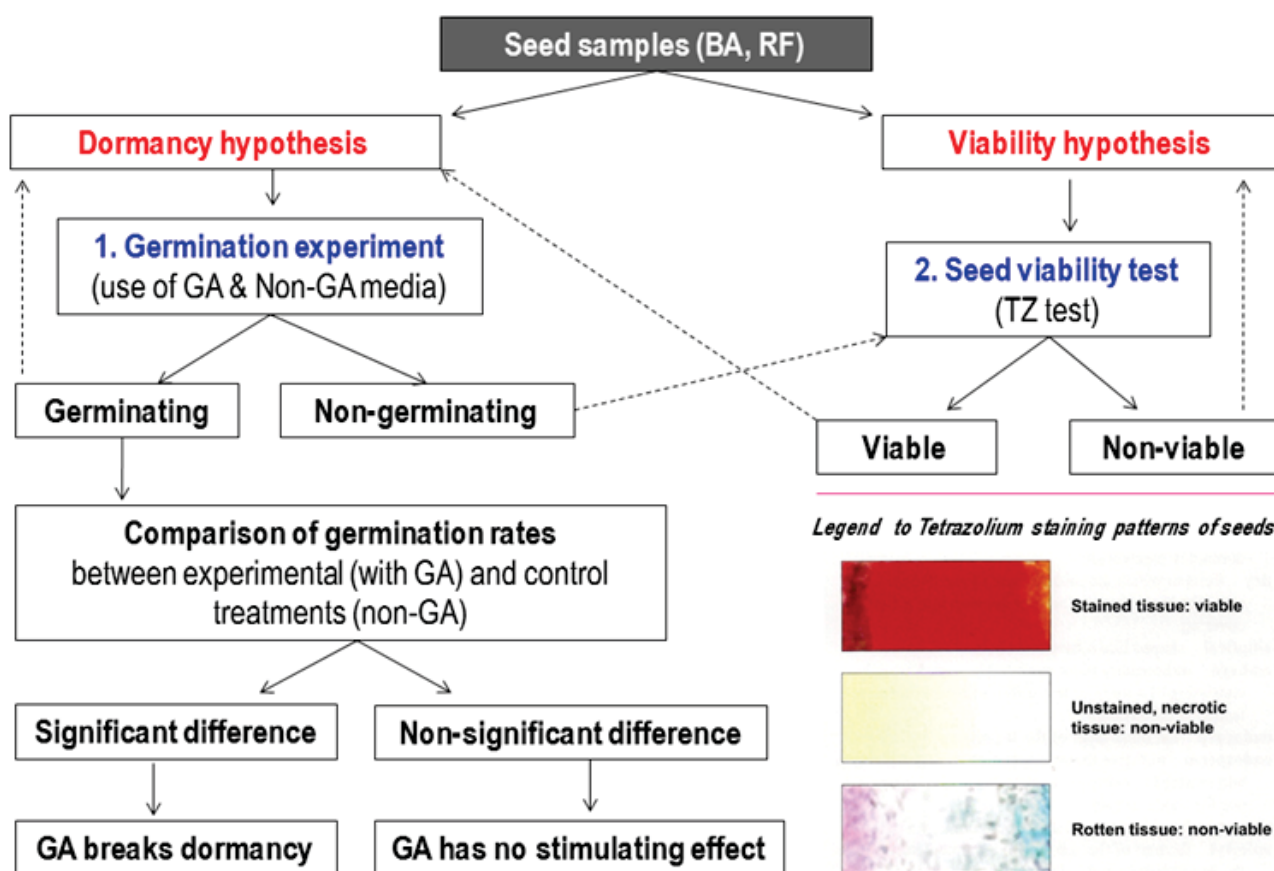 Seed samples (BA, RF)
Dormancy hypothesis
Viability hypothesis
1. Germination experiment
(use of GA & Non-GA media)
2. Seed viability test
(TZ test)
Germinating
Non-germinating
Viable
Non-viable
Comparison of germination rates
between experimental (with GA) and control
treatments (non-GA)
Significant difference
Non-significant difference
GA breaks dormancy
GA has no stimulating effect
Legend to Tetrazolium staining patterns of seeds
Stained tissue: viable
Unstained, necrotic
tissue: non-viable
Rotten tissue: non-viable